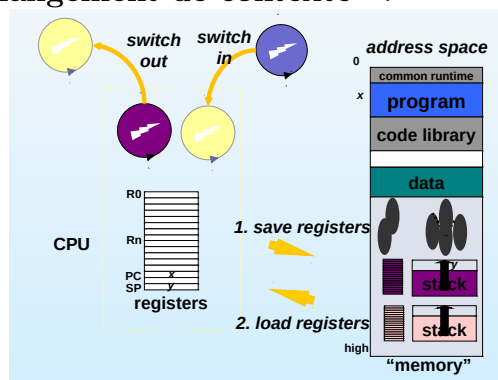 switch
out
switch
in
address space
0
common runtime
x
program
code library
data
R0
Rn
PC
x
SP
y
registers
CPU
1. save registers
2. load registers
y
stack
stack
high
“memory”